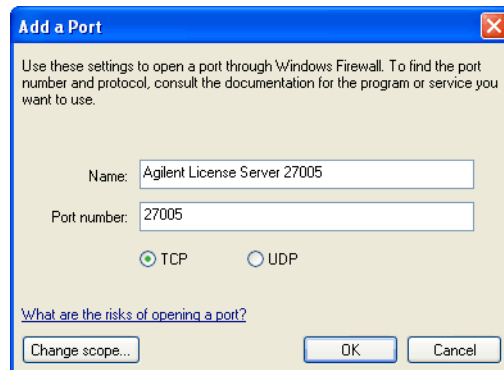 Add a Port
Use these settings to open a port through Windows Firewall. To find the port
number and protocol, consult the documentation for the program or service you
want to use.
Name: Agilent License Server 27005
Port number: 27005
TCP UDP
What are the risks of opening a port?
Change scope... OK Cancel